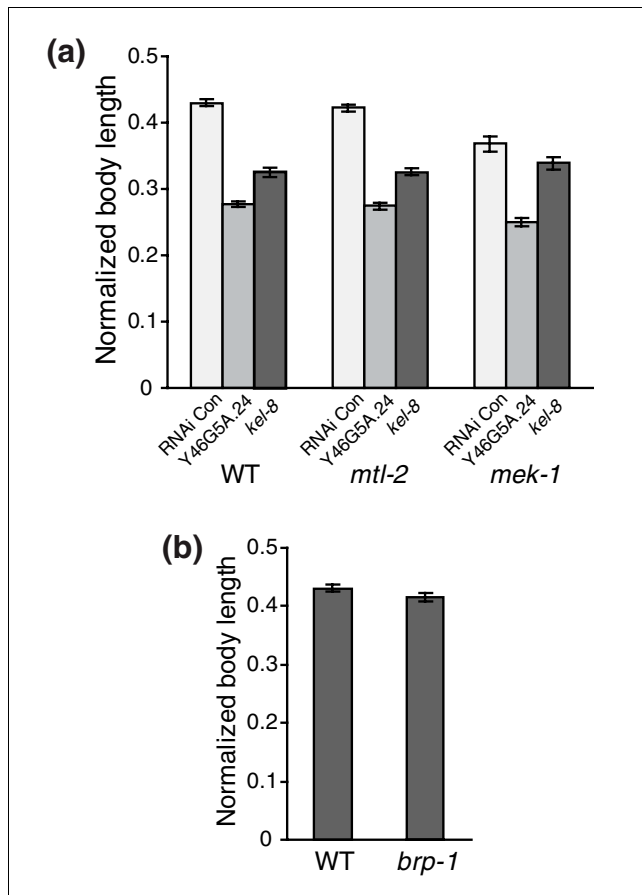 (a)
Normalized body length
0.5
0.4
0.3
0.2
0.1
0
RNAi Con
Y46G5A.24
kel-8
RNAi Con
Y46G5A.24
kel-8
RNAi Con
Y46G5A.24
kel-8
WT
mtl-2
mek-1
(b)
Normalized body length
0.5
0.4
0.3
0.2
0.1
0
WT
brp-1